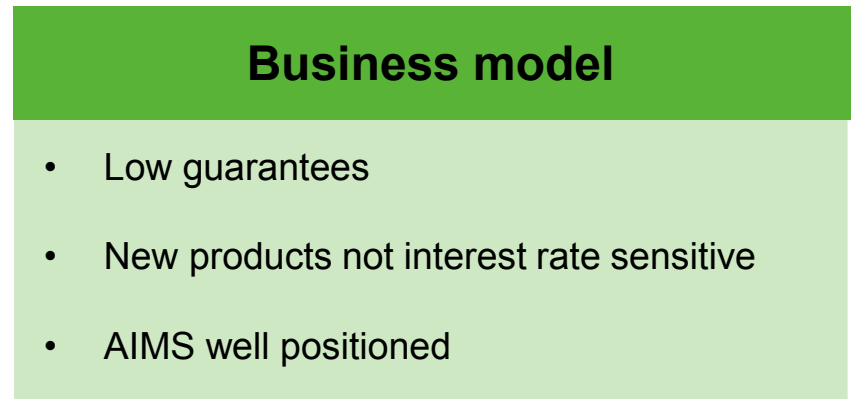 Business model
• Low guarantees
• New products not interest rate sensitive
• AIMS well positioned